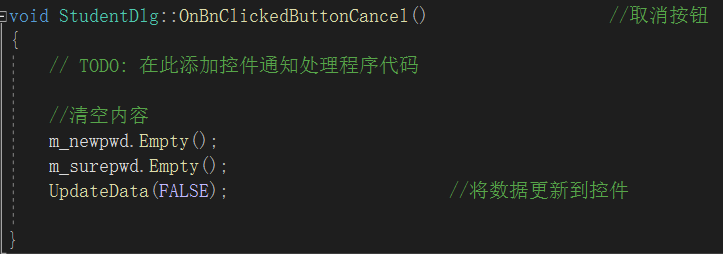 void StudentDlg::OnBnClickedButtonCancel() //取消按钮
{
// TODO: 在此添加控件通知处理程序代码
//清空内容
m_newpwd.Empty();
m_surepwd.Empty();
UpdateData(FALSE); //将数据更新到控件
}